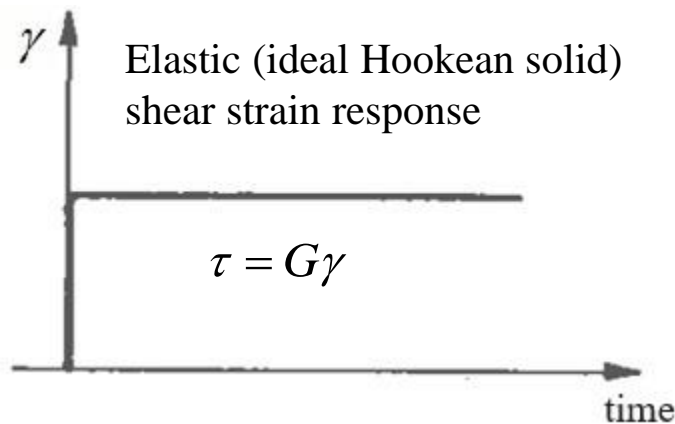 γ
Elastic (ideal Hookean solid)
shear strain response
τ = Gγ
time